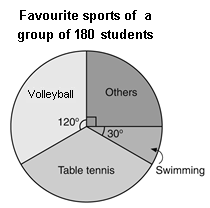 Favourite sports of a
group of 180 students
Volleyball
Others
120°
30°
Table tennis
Swimming